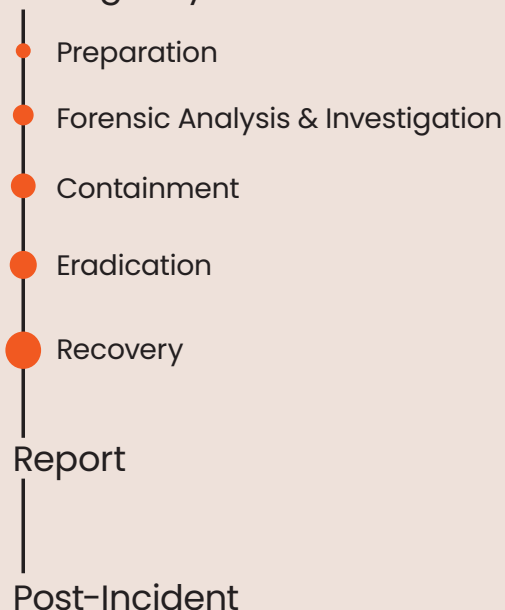 Preparation
Forensic Analysis & Investigation
Containment
Eradication
Recovery
Report
Post-Incident